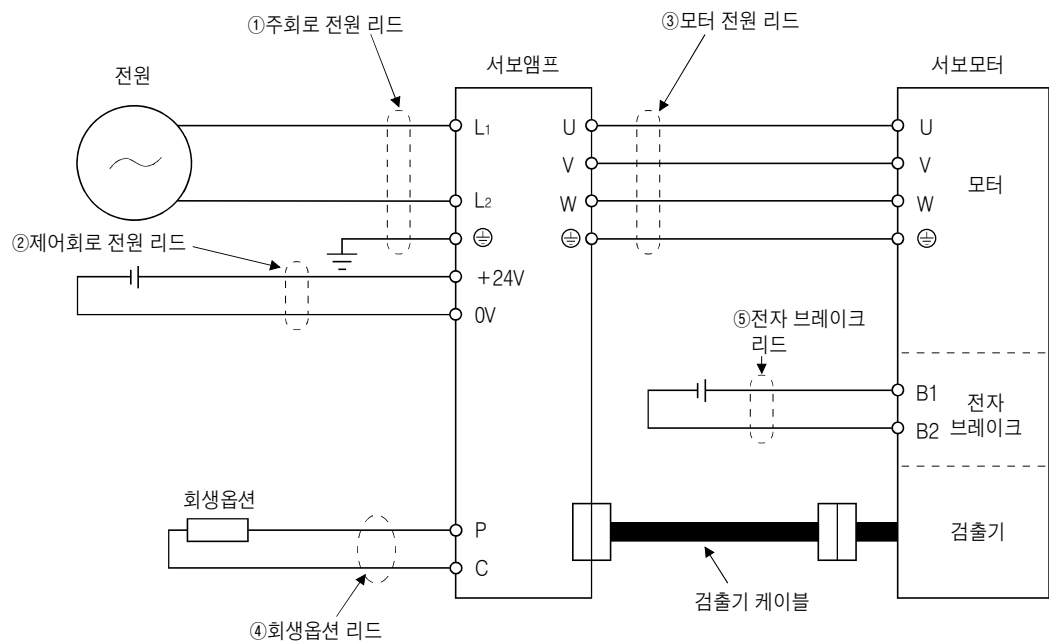 ①주회로 전원 리드
③모터 전원 리드
전원
서보앰프
서보모터
L1
U
U
V
V
모터
L2
W
W
②제어회로 전원 리드
+24V
0V
⑤전자 브레이크
리드
B1
전자
브레이크
B2
회생옵션
P
검출기
C
검출기 케이블
④회생옵션 리드